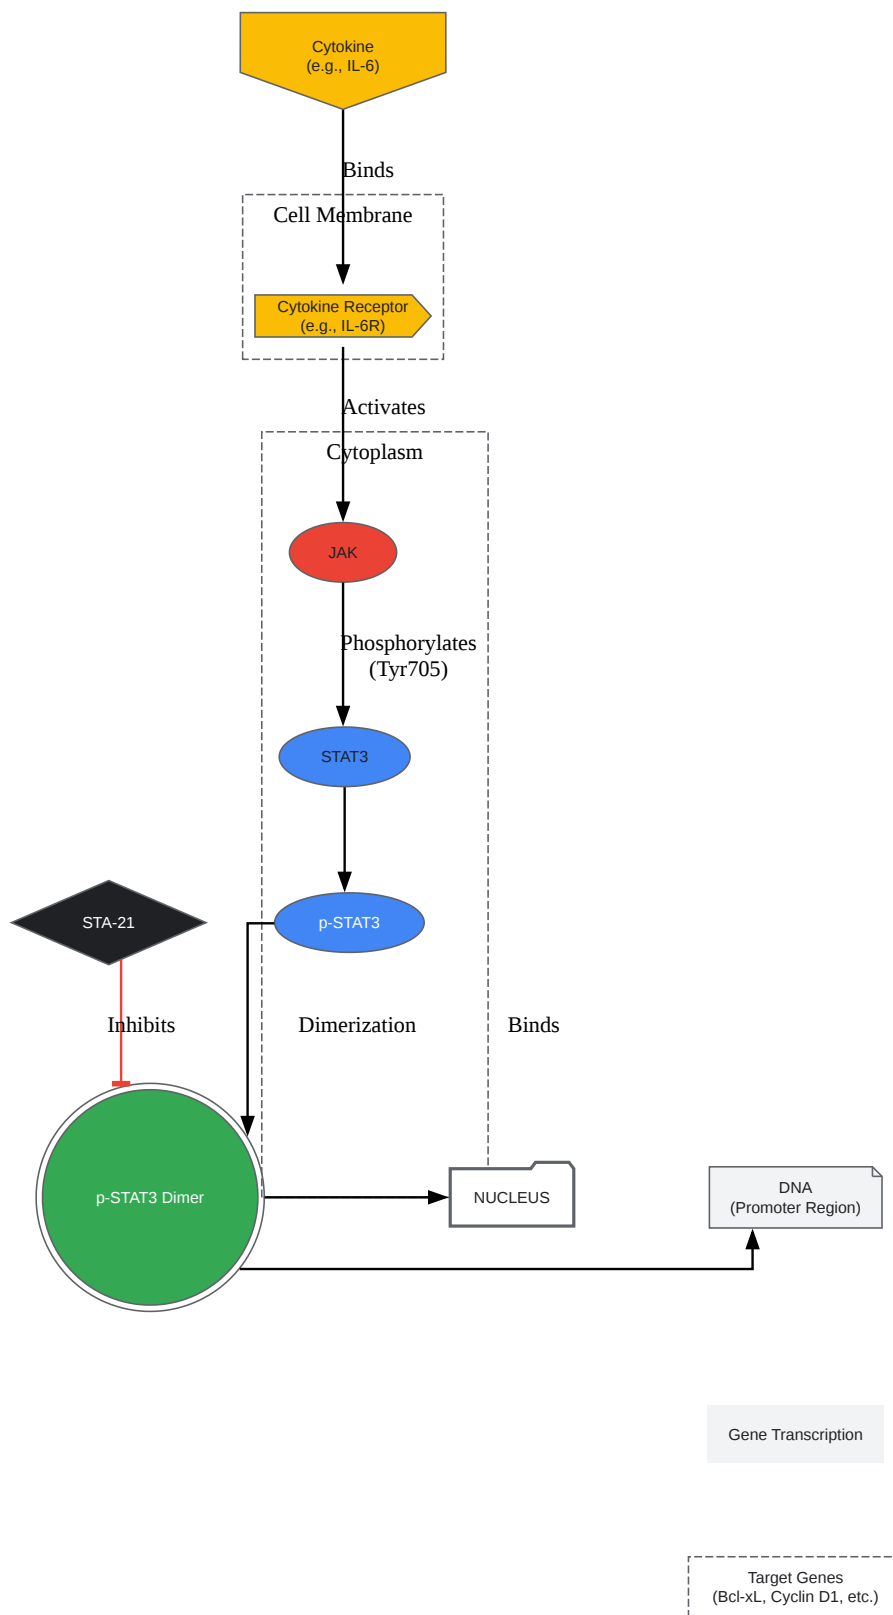 Cytokine
(e.g., IL-6)
Binds
Cell Membrane
Cytokine Receptor
(e.g., IL-6R)
Activates
Cytoplasm
JAK
Phosphorylates
(Tyr705)
STAT3
STA-21
p-STAT3
Inhibits
Dimerization
Binds
p-STAT3 Dimer
NUCLEUS
DNA
(Promoter Region)
Gene Transcription
Target Genes
(Bcl-xL, Cyclin D1, etc.)